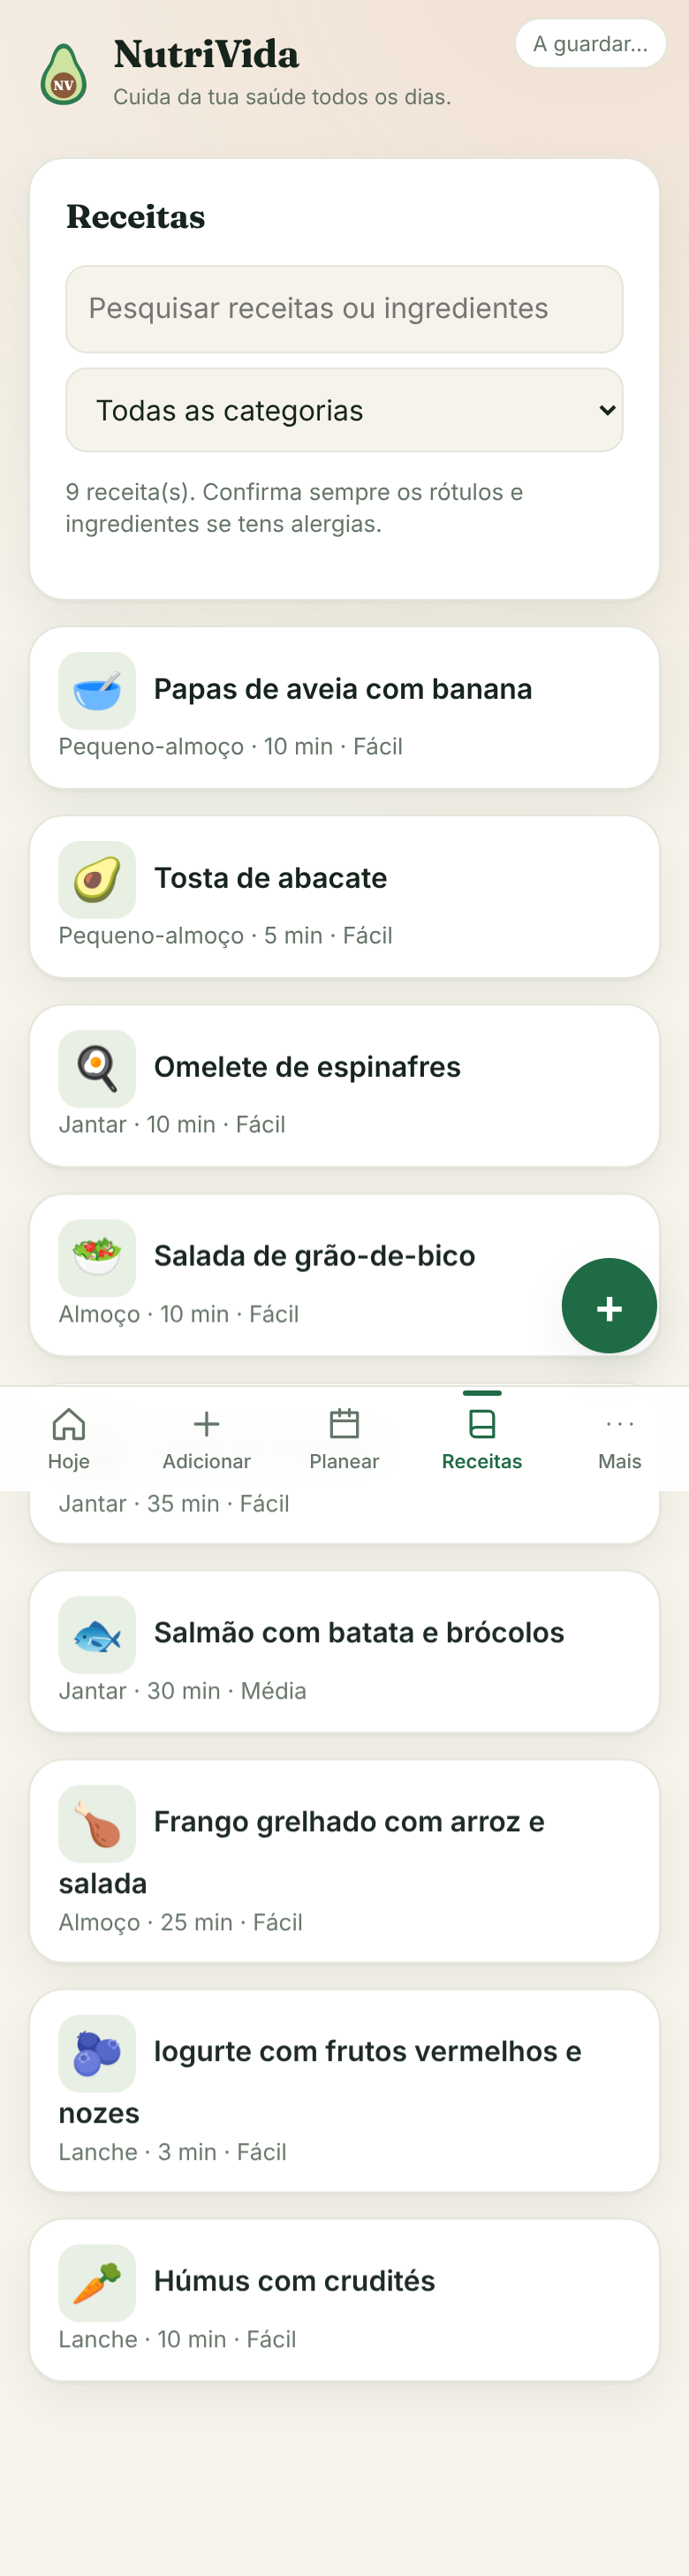 NV
NutriVida
Cuida da tua saúde todos os dias.
A guardar...
Receitas
Pesquisar receitas ou ingredientes
Todas as categorias
9 receita(s). Confirma sempre os rótulos e
ingredientes se tens alergias.
Papas de aveia com banana
Pequeno-almoço · 10 min · Fácil
Tosta de abacate
Pequeno-almoço · 5 min · Fácil
Omelete de espinafres
Jantar · 10 min · Fácil
Salada de grão-de-bico
Almoço · 10 min · Fácil
+
Hoje
Adicionar
Planear
Receitas
Mais
Jantar · 35 min · Fácil
Salmão com batata e brócolos
Jantar · 30 min · Média
Frango grelhado com arroz e
salada
Almoço · 25 min · Fácil
Iogurte com frutos vermelhos e
nozes
Lanche · 3 min · Fácil
Húmus com crudités
Lanche · 10 min · Fácil